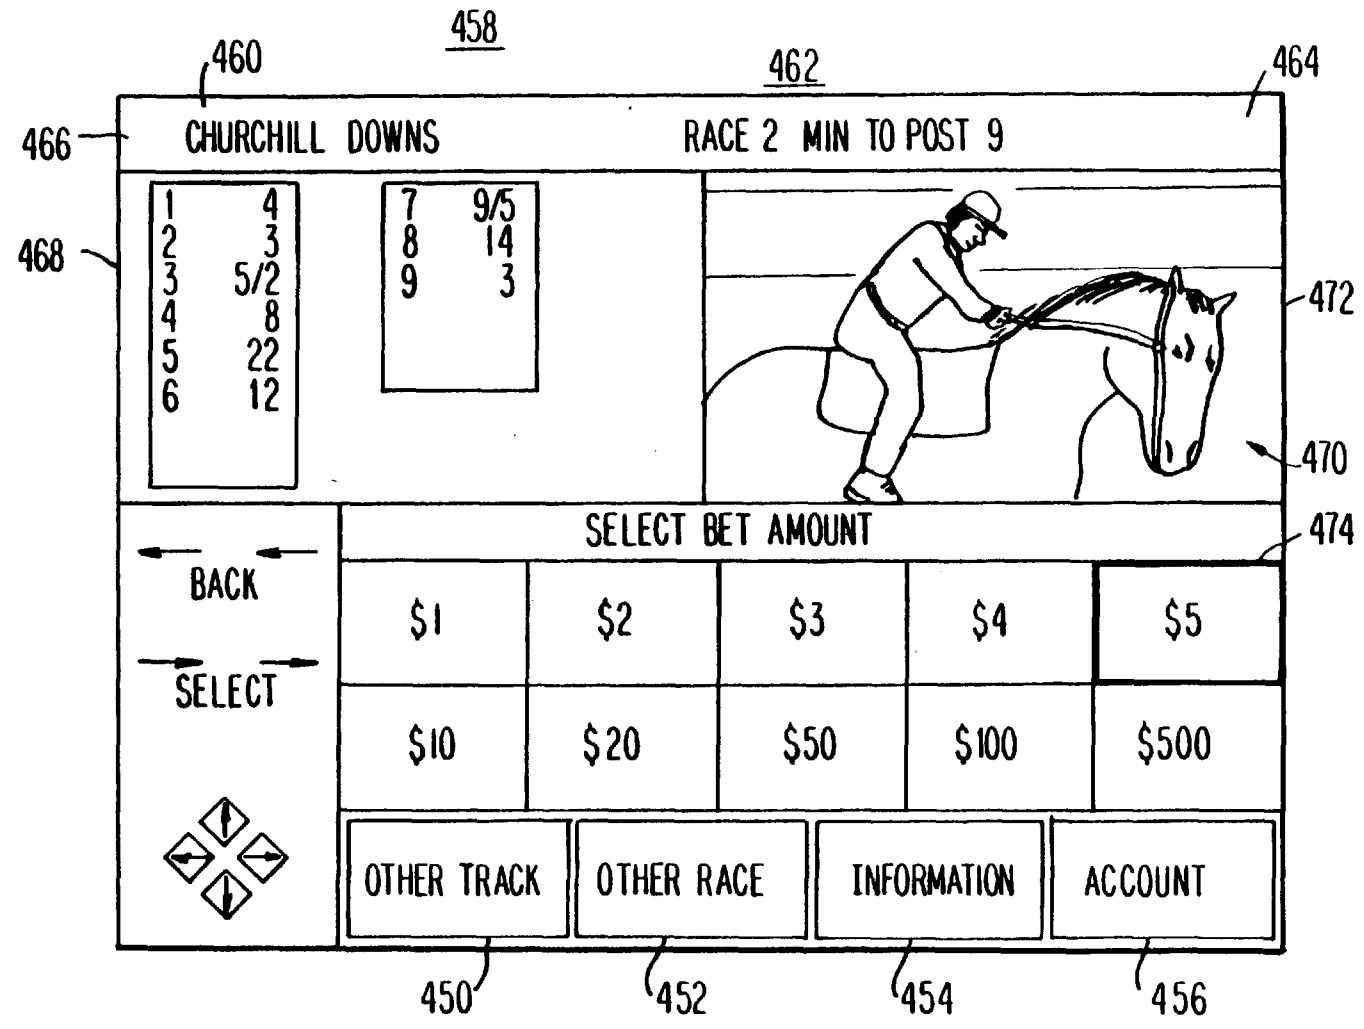 458
460
462
464
466
CHURCHILL DOWNS
RACE 2 MIN TO POST 9
468
1 4
2 3
3 5/2
4 8
5 22
6 12
7 9/5
8 14
9 3
472
470
SELECT BET AMOUNT
474
BACK
SELECT
$1 $2 $3 $4 $5
$10 $20 $50 $100 $500
OTHER TRACK
OTHER RACE
INFORMATION
ACCOUNT
450
452
454
456